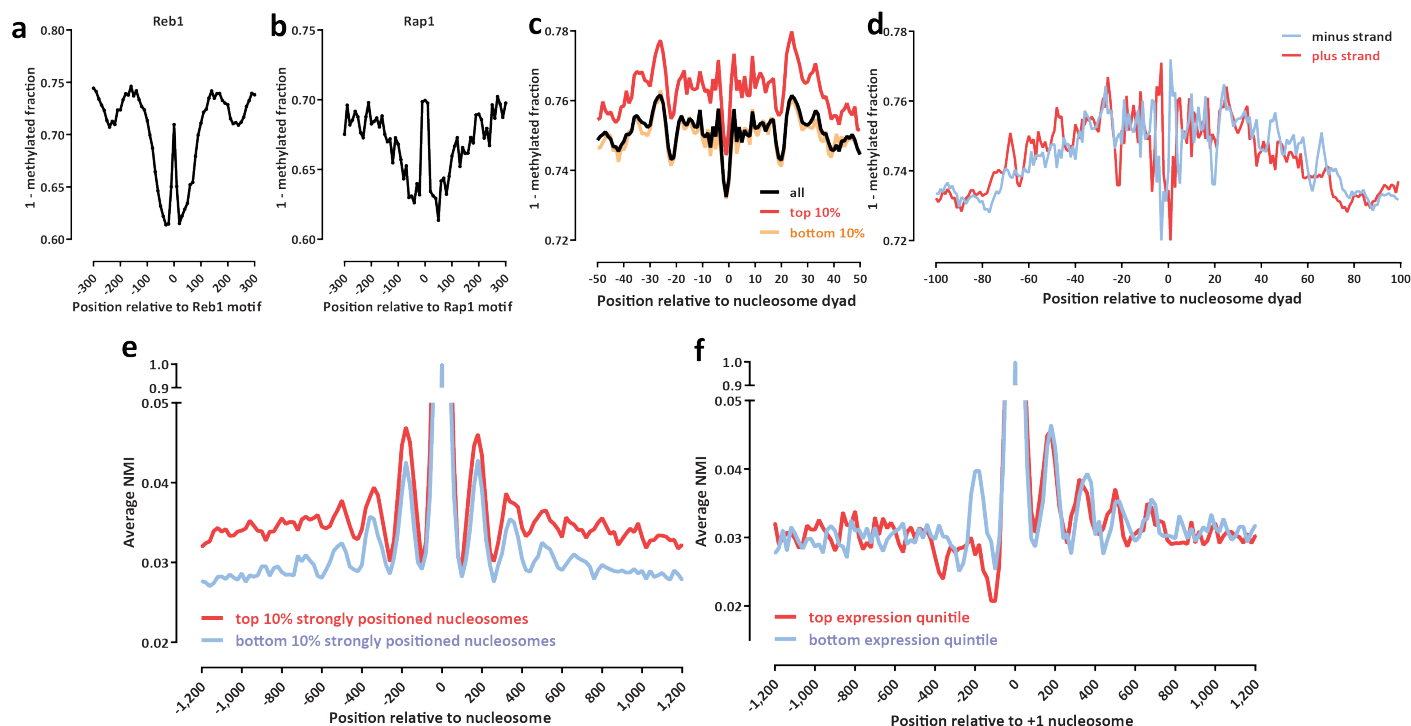 a
Reb1
1 - methylated fraction
0.80
0.75
0.70
0.65
0.60
-300
-200
-100
0
100
200
300
Position relative to Reb1 motif
b
Rap1
1 - methylated fraction
0.75
0.70
0.65
0.60
-300
-200
-100
0
100
200
300
Position relative to Rap1 motif
c
1 - methylated fraction
0.78
0.76
0.74
0.72
all
top 10%
bottom 10%
-50 -40 -30 -20 -10 0 10 20 30 40 50
Position relative to nucleosome dyad
d
1 - methylated fraction
0.78
0.76
0.74
0.72
minus strand
plus strand
-100 -80 -60 -40 -20 0 20 40 60 80 100
Position relative to nucleosome dyad
e
Average NMI
1.0
0.9
0.05
0.04
0.03
0.02
top 10% strongly positioned nucleosomes
bottom 10% strongly positioned nucleosomes
-1,200
-1,000
-800
-600
-400
-200
0
200
400
600
800
1,000
1,200
Position relative to nucleosome
f
Average NMI
1.0
0.9
0.05
0.04
0.03
0.02
top expression qunitile
bottom expression quintile
-1,200
-1,000
-800
-600
-400
-200
0
200
400
600
800
1,000
1,200
Position relative to +1 nucleosome